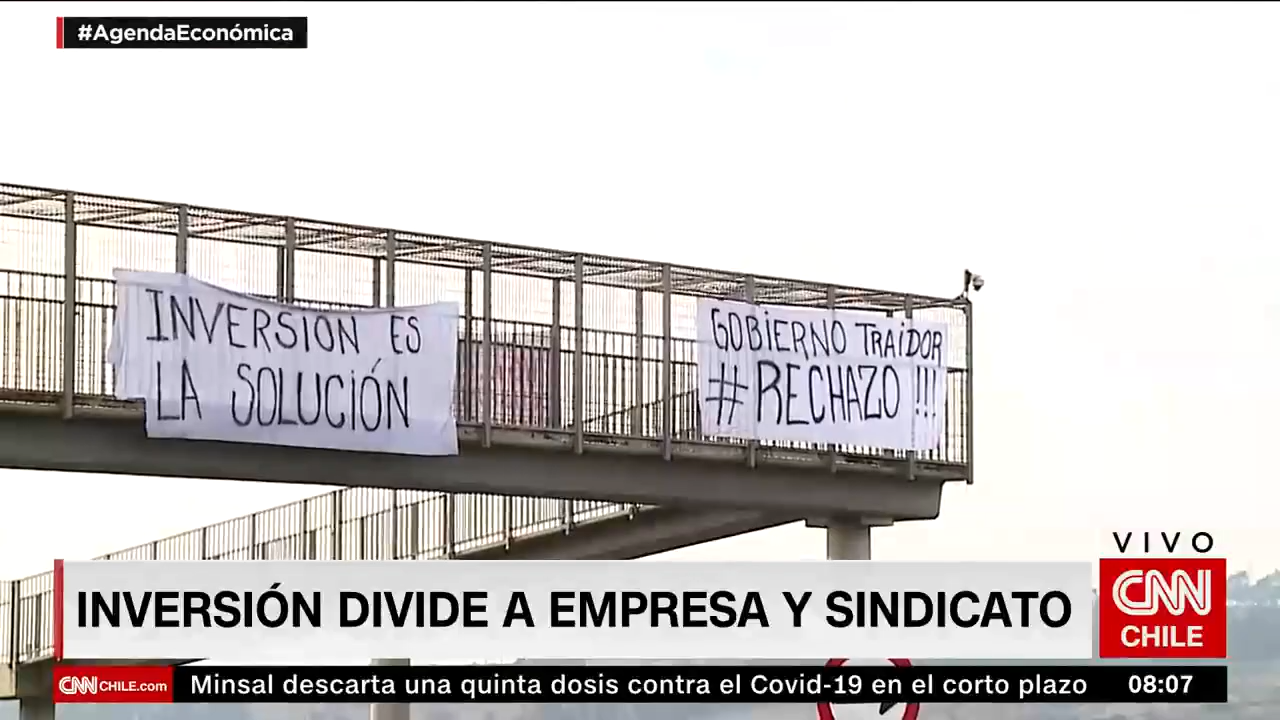 #AgendaEconómica
INVERSIÓN ES
LA SOLUCIÓN
GOBIERNO TRAiDOR
#RECHAZO !!!
VIVO
CNN
CHILE
INVERSIÓN DIVIDE A EMPRESA Y SINDICATO
CNNCHILE.com
Minsal descarta una quinta dosis contra el Covid-19 en el corto plazo
08:07